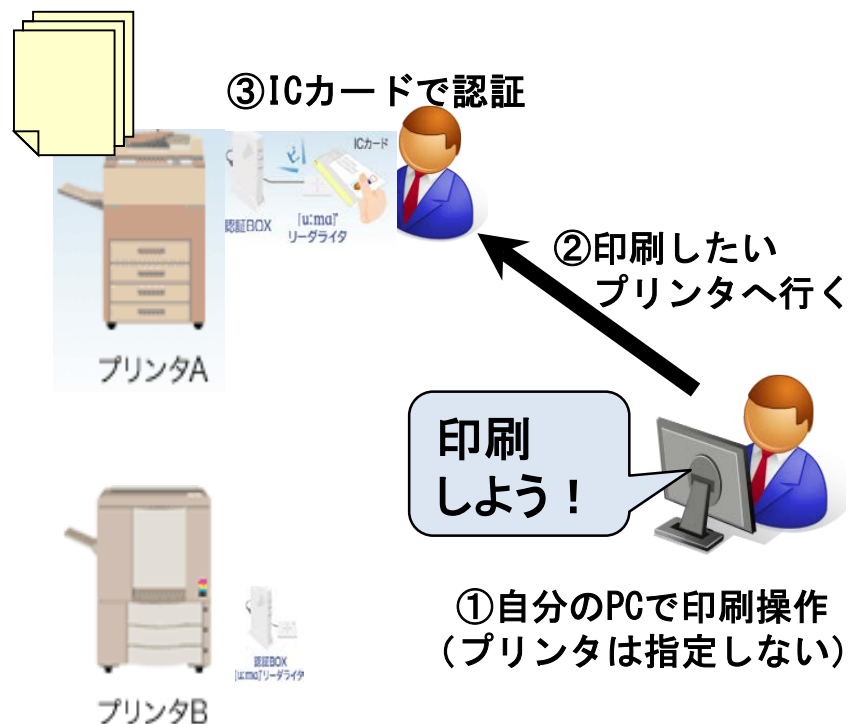 ③ICカードで認証
ICカード
認証BOX
[u:ma]
リーダライタ
②印刷したい
プリンタへ行く
プリンタA
印刷
しよう！
①自分のPCで印刷操作
（プリンタは指定しない）
認証BOX
[u:ma]リーダライタ
プリンタB